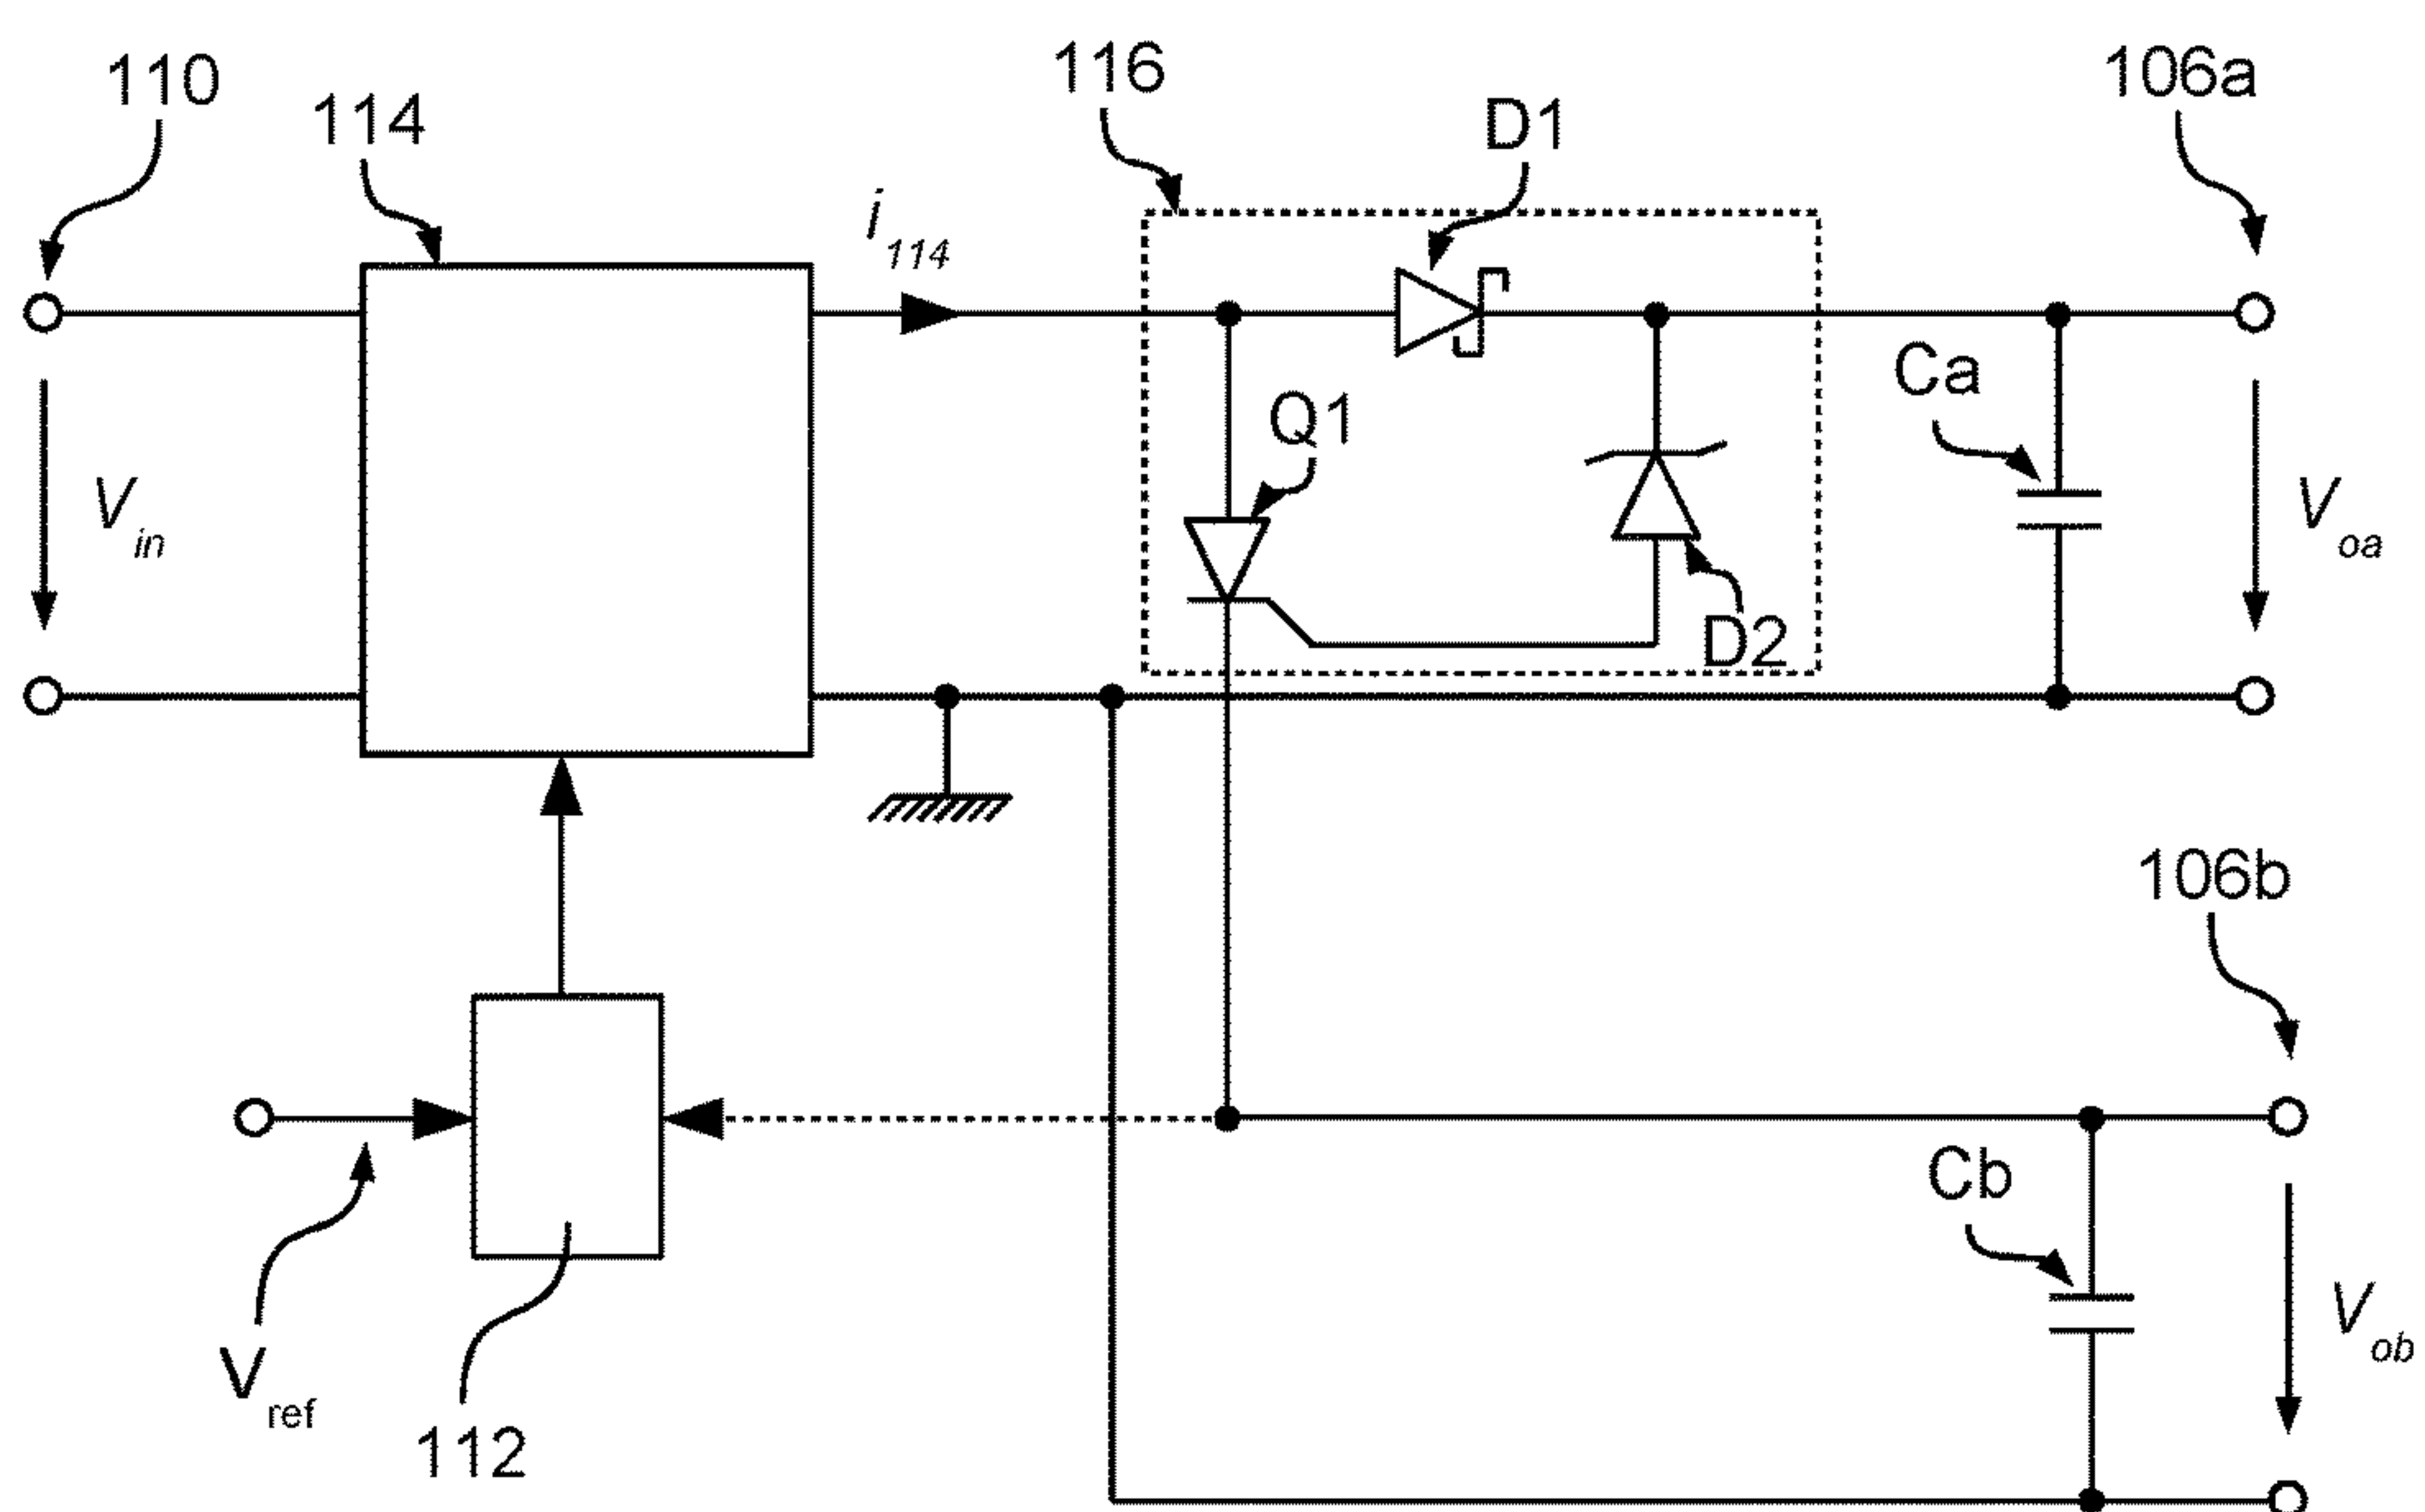 110
114
116
106a
D1
i114
Q1
Ca
Vin
Voa
D2
106b
Cb
Vref
112
Vob